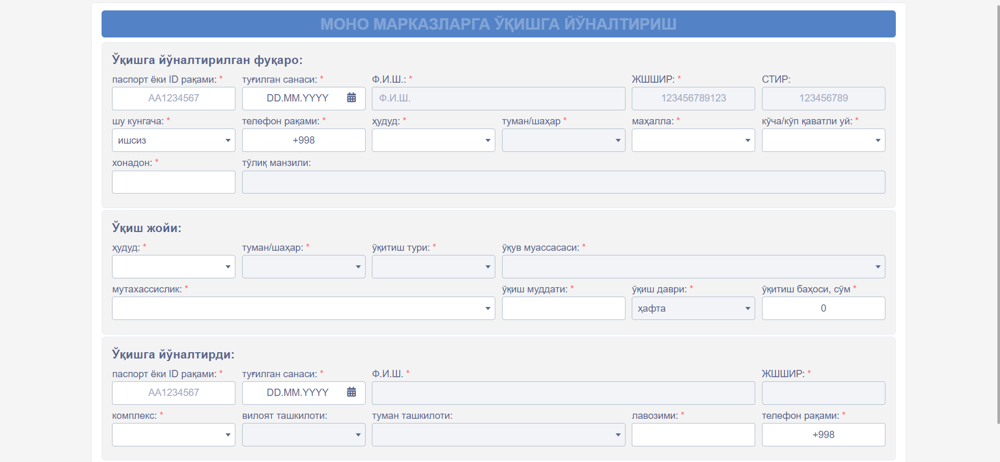 МОНО МАРКАЗЛАРГА ЎҚИШГА ЙЎНАЛТИРИШ
Ўқишга йўналтирилган фуқаро:
паспорт ёки ID рақами: * туғилган санаси: * Ф.И.Ш.: * ЖШШИР: * СТИР:
AA1234567 DD.MM.YYYY Ф.И.Ш. 123456789123 123456789
шу кунгача: * телефон рақами: * ҳудуд: * туман/шаҳар * маҳалла: * кўча/кўп қаватли уй: *
ишсиз +998
хонадон: * тўлиқ манзили:
Ўқиш жойи:
ҳудуд: * туман/шаҳар: * ўқитиш тури: * ўқув муассасаси: *
мутахассислик: * ўқиш муддати: * ўқиш даври: * ўқитиш баҳоси, сўм *
ҳафта 0
Ўқишга йўналтирди:
паспорт ёки ID рақами: * туғилган санаси: * Ф.И.Ш. * ЖШШИР: *
AA1234567 DD.MM.YYYY
комплекс: * вилоят ташкилоти: туман ташкилоти: лавозими: * телефон рақами: *
+998